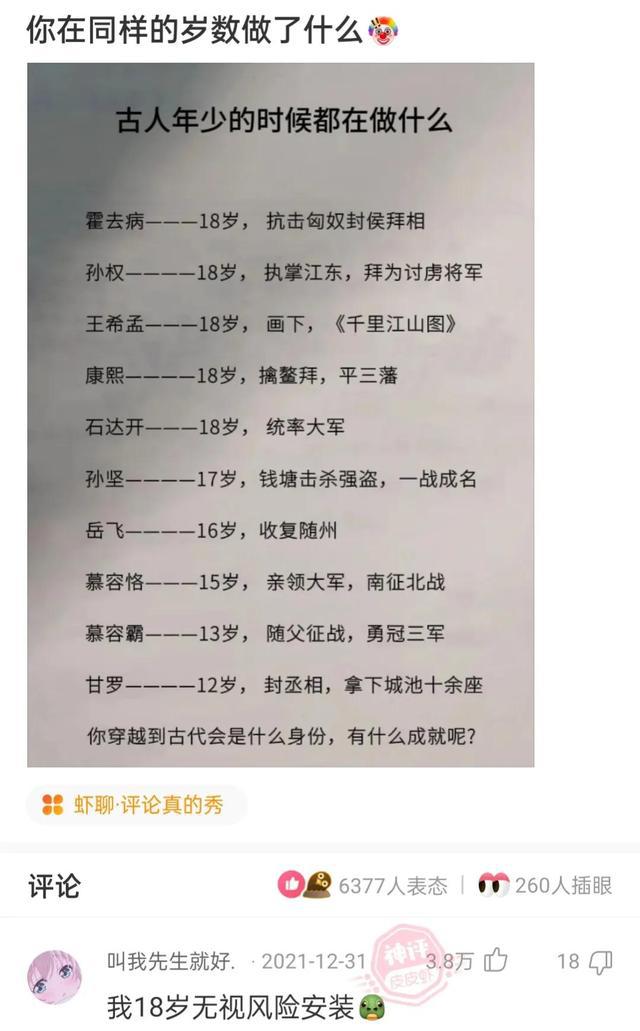 你在同样的岁数做了什么🤡
古人年少的时候都在做什么
霍去病———18岁，抗击匈奴封侯拜相
孙权————18岁，执掌江东，拜为讨虏将军
王希孟———18岁，画下，《千里江山图》
康熙————18岁，擒鳌拜，平三藩
石达开———18岁，统率大军
孙坚————17岁，钱塘击杀强盗，一战成名
岳飞————16岁，收复随州
慕容恪———15岁，亲领大军，南征北战
慕容霸———13岁，随父征战，勇冠三军
甘罗————12岁，封丞相，拿下城池十余座
你穿越到古代会是什么身份，有什么成就呢?
虾聊·评论真的秀
评论 6377人表态 260人插眼
叫我先生就好. ·2021-12-31 神评 皮皮虾 3.8万 18
我18岁无视风险安装